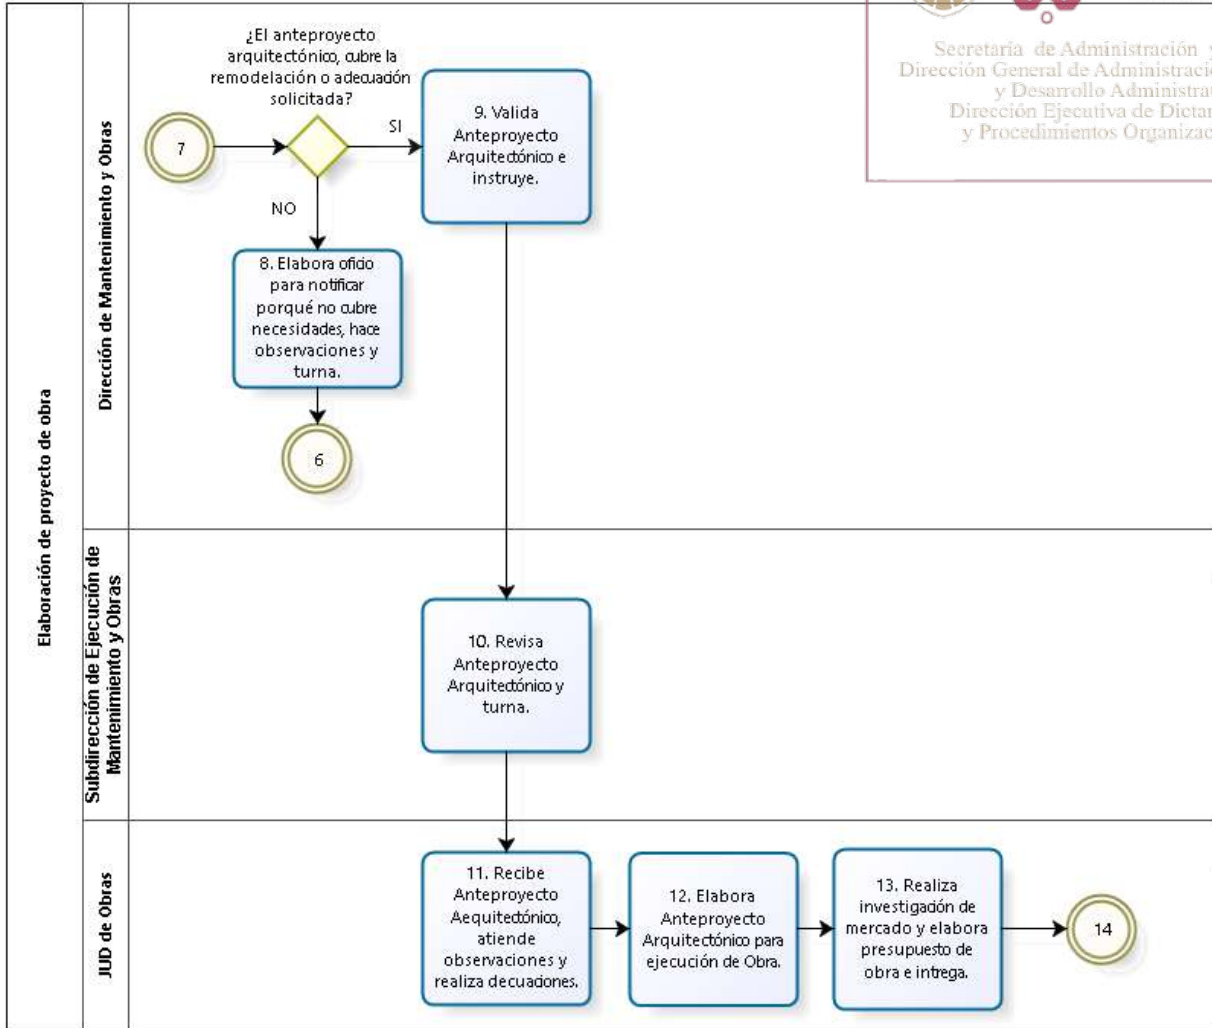 Secretaría de Administración y
Dirección General de Administraci
y Desarrollo Administra
Dirección Ejecutiva de Dicta
y Procedimientos Organizac
Elaboración de proyecto de obra
Dirección de Mantenimiento y Obras
¿El anteproyecto
arquitectónico, cubre la
remodelación o adecuación
solicitada?
7
SI
NO
9. Valida
Anteproyecto
Arquitectónico e
instruye.
8. Elabora oficio
para notificar
porqué no cubre
necesidades, hace
observaciones y
turna.
6
Subdirección de Ejecución de
Mantenimiento y Obras
10. Revisa
Anteproyecto
Arquitectónico y
turna.
JUD de Obras
11. Recibe
Anteproyecto
Aequitectónico,
atiende
observaciones y
realiza decuaciones.
12. Elabora
Anteproyecto
Arquitectónico para
ejecución de Obra.
13. Realiza
investigación de
mercado y elabora
presupuesto de
obra e intrega.
14